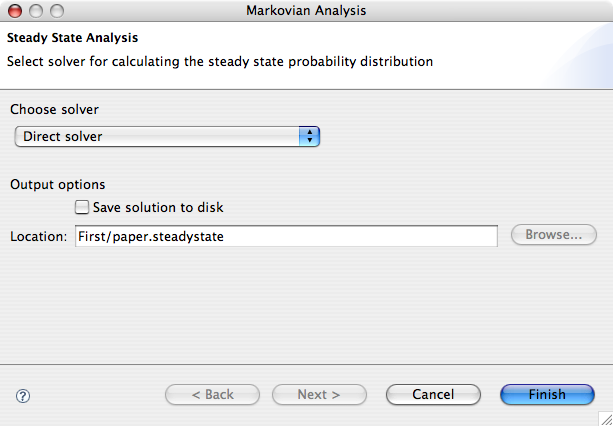 Markovian Analysis
Steady State Analysis
Select solver for calculating the steady state probability distribution
Choose solver
Direct solver
Output options
Save solution to disk
Location: First/paper.steadystate Browse...
? < Back Next > Cancel Finish